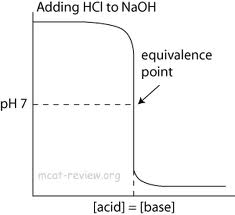 Adding HCl to NaOH
equivalence
point
pH 7
mcat-review.org
[acid] = [base]